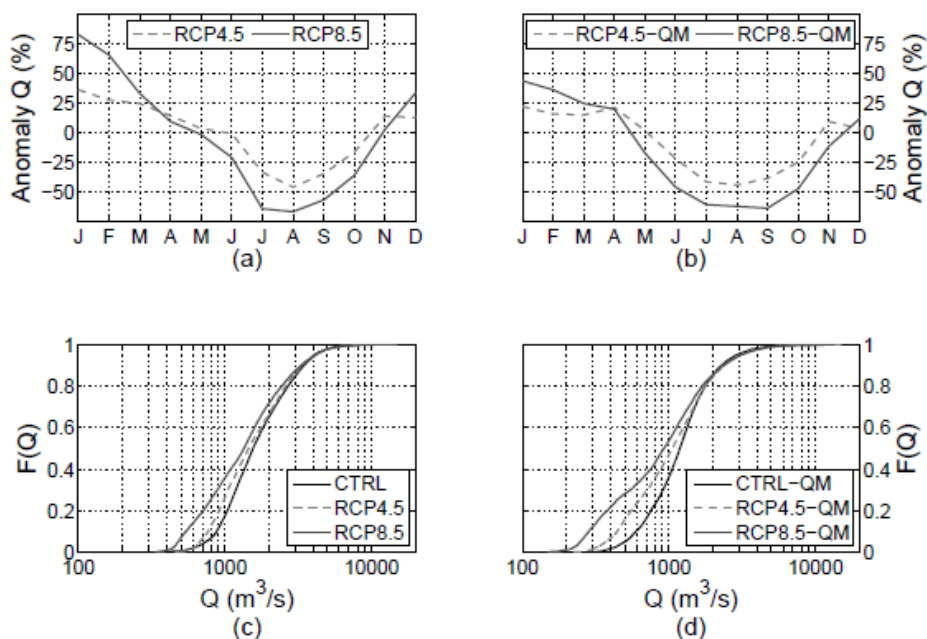 RCP4.5 RCP8.5
Anomaly Q (%)
75
50
25
0
−25
−50
J F M A M J J A S O N D
(a)
RCP4.5−QM RCP8.5−QM
75
50
25
0
−25
−50
Anomaly Q (%)
J F M A M J J A S O N D
(b)
F(Q)
1
0.8
0.6
0.4
0.2
0
CTRL
RCP4.5
RCP8.5
100 1000 10000
Q (m³/s)
(c)
1
0.8
0.6
0.4
0.2
0
F(Q)
CTRL−QM
RCP4.5−QM
RCP8.5−QM
100 1000 10000
Q (m³/s)
(d)